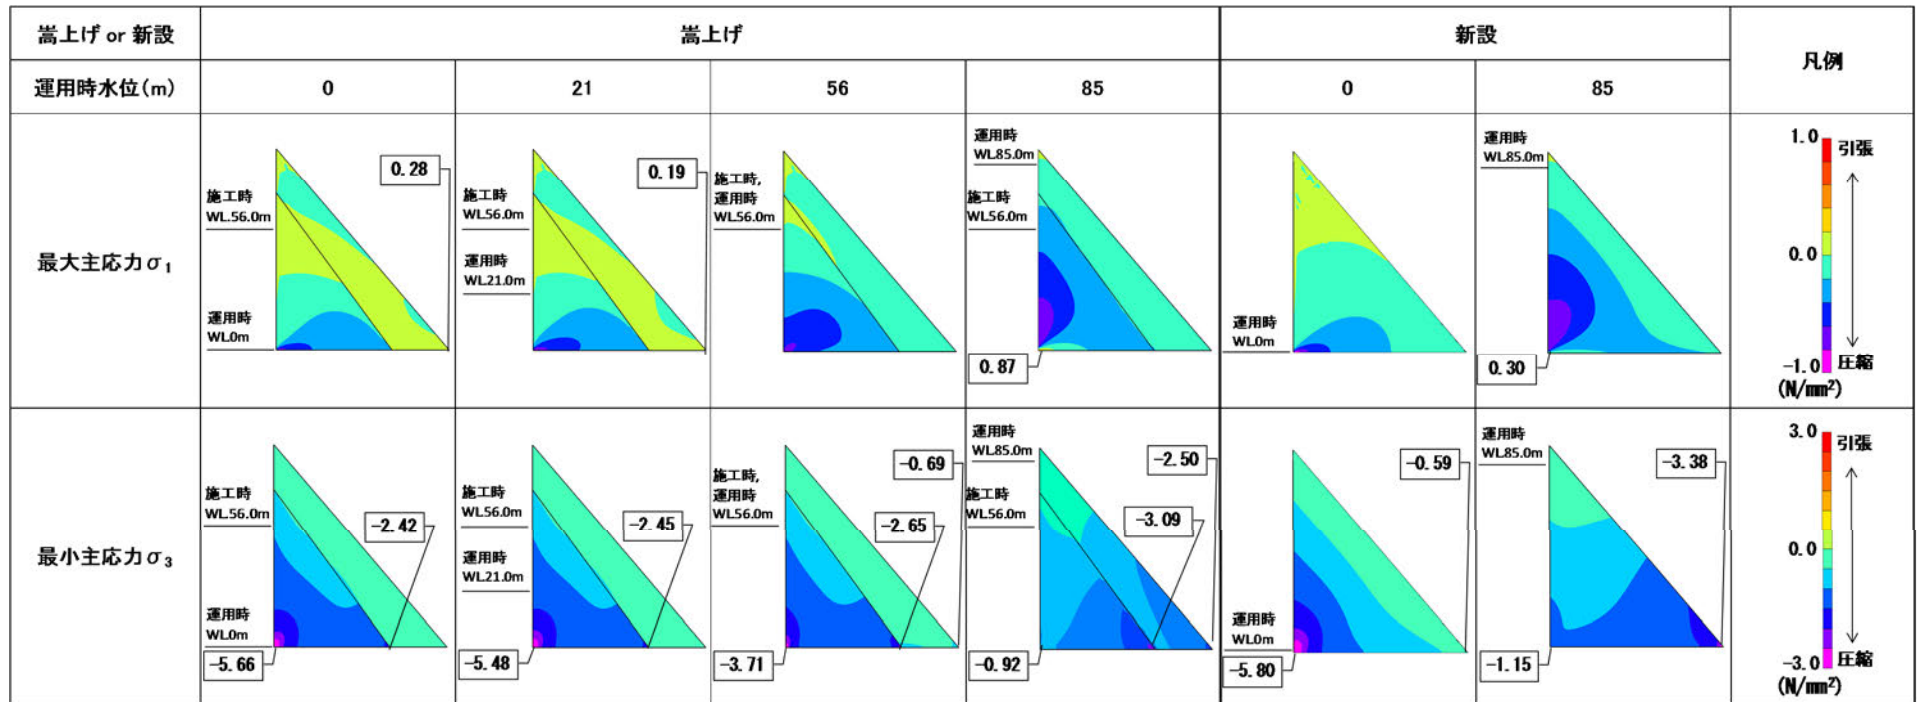 嵩上げ or 新設
嵩上げ
新設
凡例
運用時水位(m)
0
21
56
85
0
85
最大主応力σ1
施工時
WL.56.0m
運用時
WL0m
0.28
施工時
WL56.0m
運用時
WL21.0m
0.19
施工時,
運用時
WL56.0m
運用時
WL85.0m
施工時
WL56.0m
0.87
運用時
WL0m
運用時
WL85.0m
0.30
1.0
引張
0.0
-1.0
圧縮
(N/mm²)
最小主応力σ3
施工時
WL56.0m
運用時
WL0m
-2.42
-5.66
施工時
WL56.0m
運用時
WL21.0m
-2.45
-5.48
施工時,
運用時
WL56.0m
-0.69
-2.65
-3.71
運用時
WL85.0m
施工時
WL56.0m
-2.50
-3.09
-0.92
運用時
WL0m
-0.59
-5.80
運用時
WL85.0m
-3.38
-1.15
3.0
引張
0.0
-3.0
圧縮
(N/mm²)